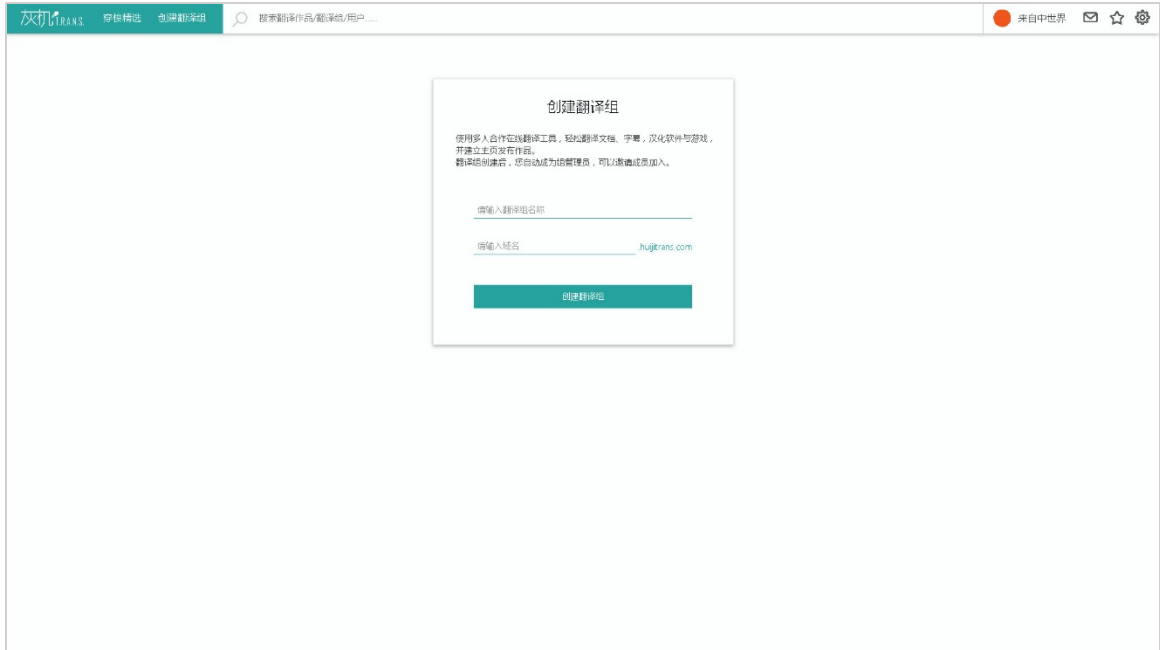 灰机T.R.A.N.S.
穿梭精选 创建翻译组
搜索翻译作品/翻译组/用户......
来自中世界
创建翻译组
使用多人合作在线翻译工具，轻松翻译文档、字幕，汉化软件与游戏，
并建立主页发布作品。
翻译组创建后，您自动成为组管理员，可以邀请成员加入。
请输入翻译组名称
请输入域名 .huijitrans.com
创建翻译组